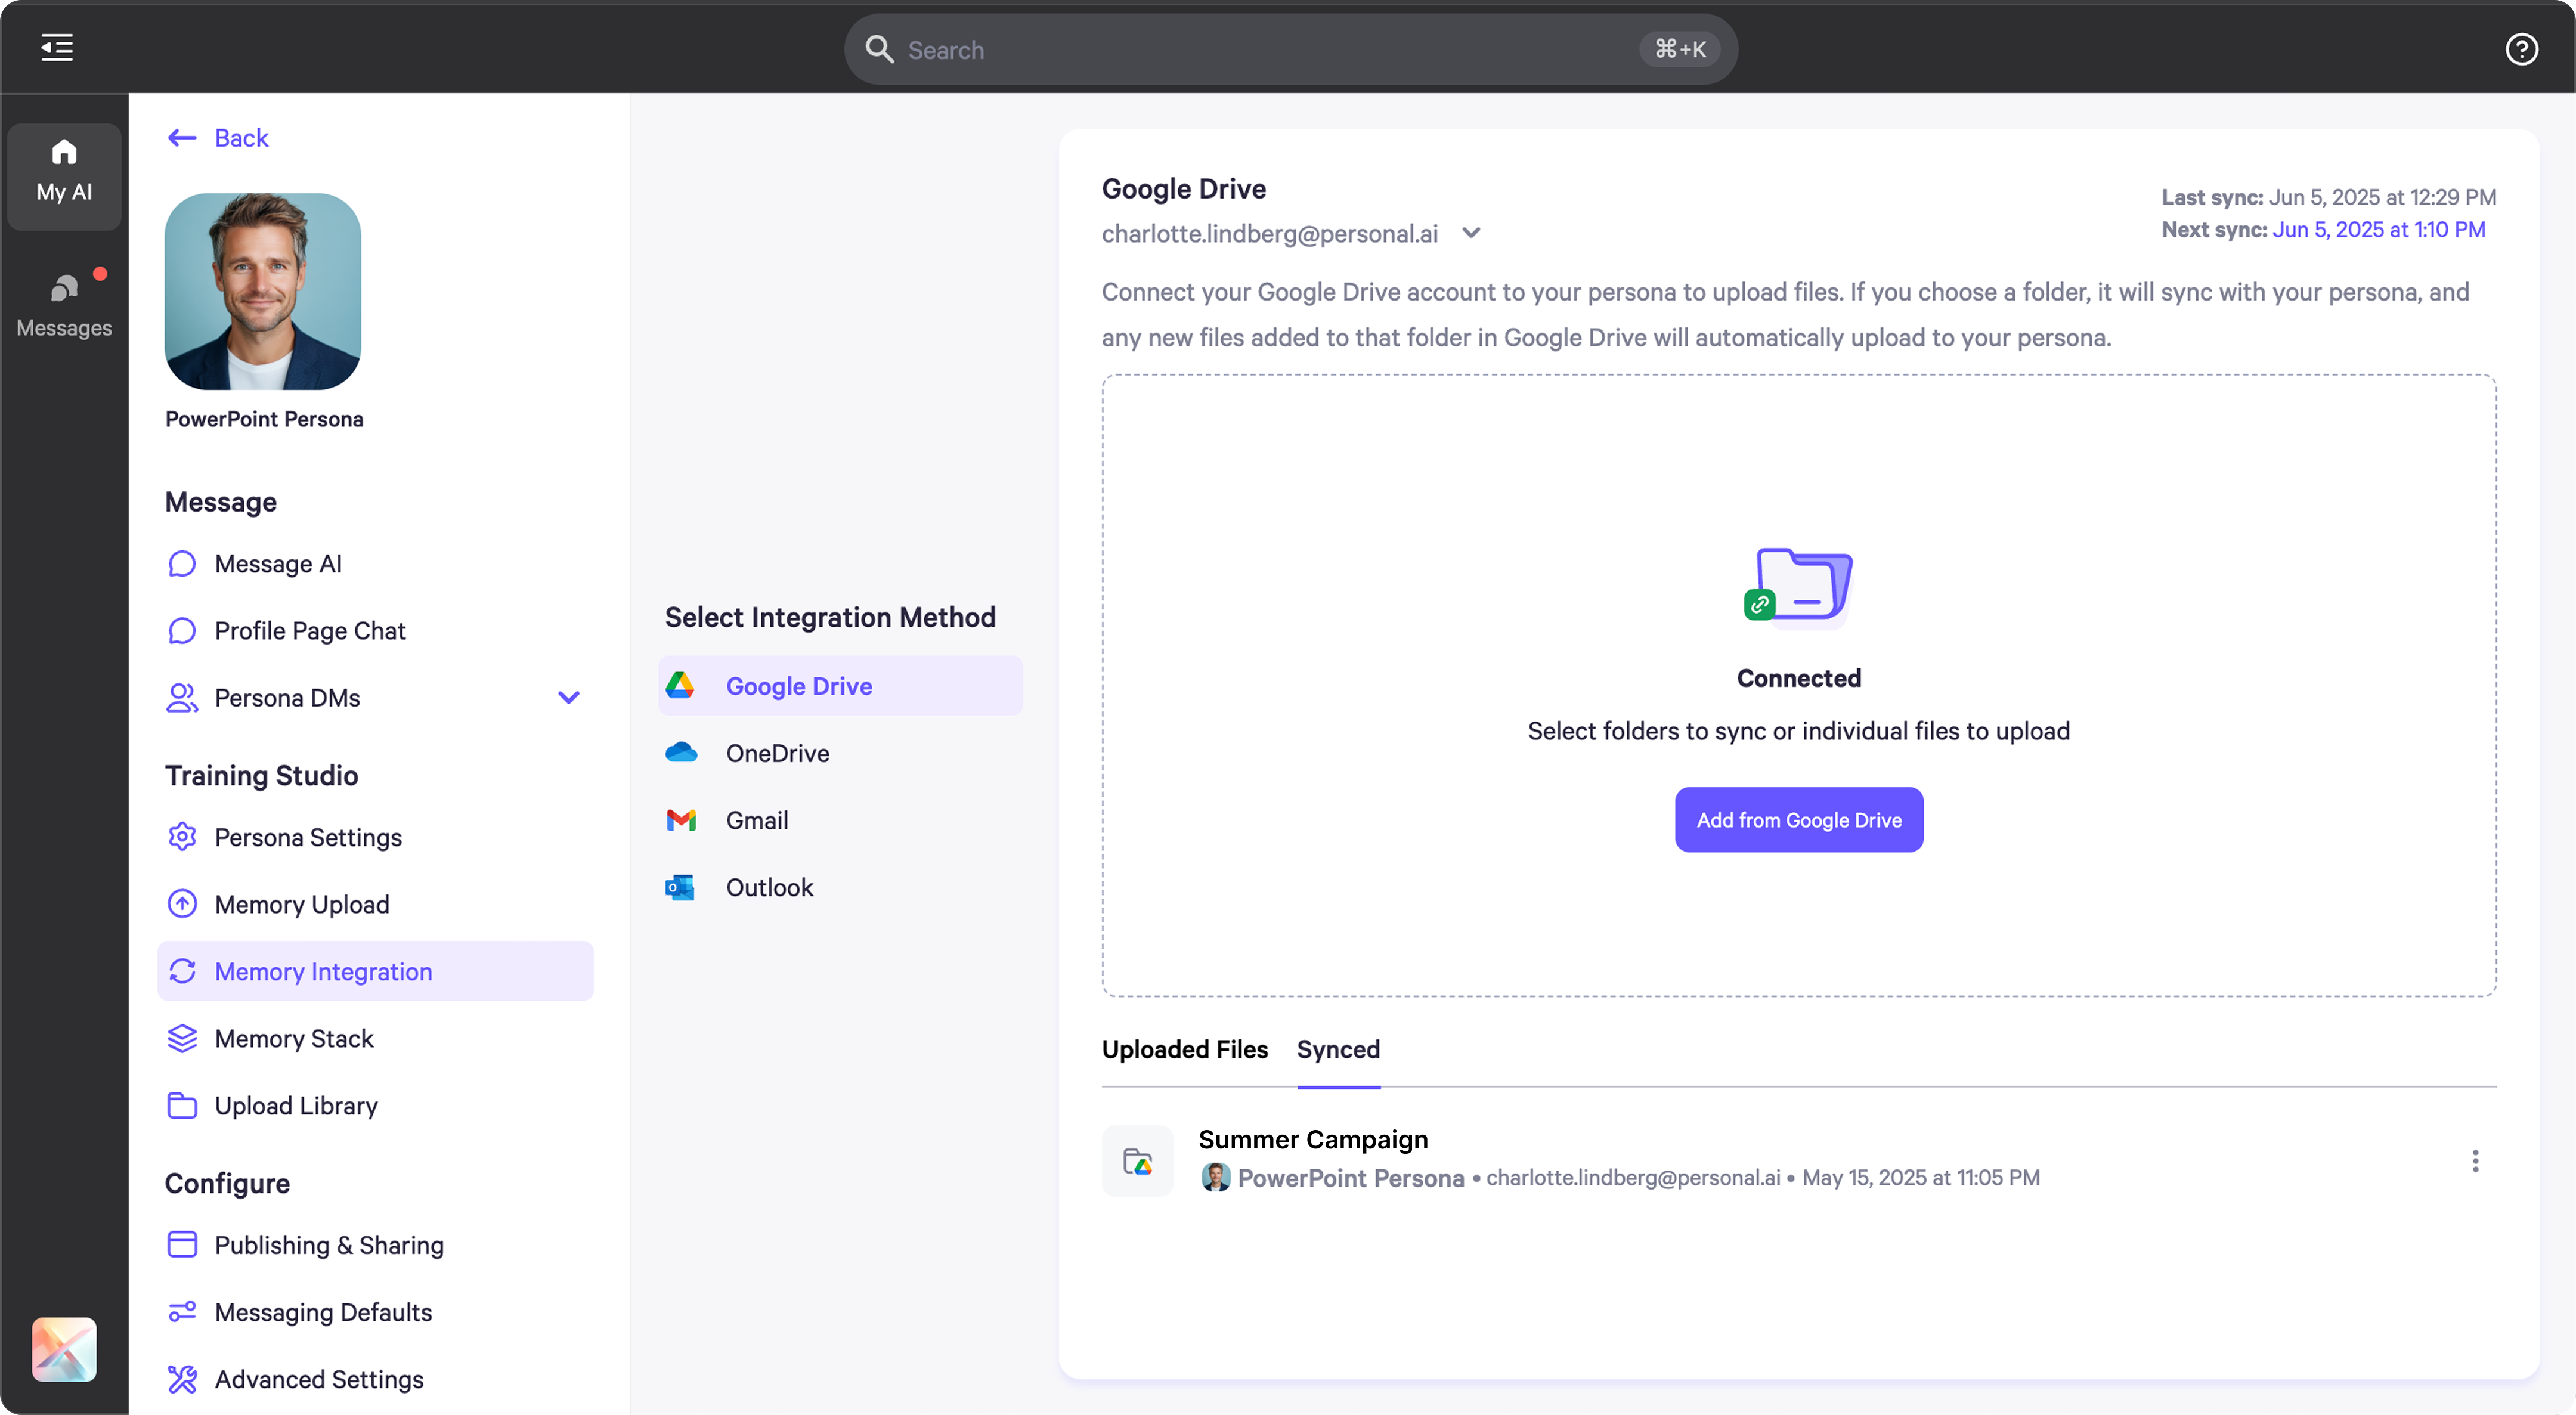 Search
⌘+K
My AI
Messages
Back
PowerPoint Persona
Message
Message AI
Profile Page Chat
Persona DMs
Training Studio
Persona Settings
Memory Upload
Memory Integration
Memory Stack
Upload Library
Configure
Publishing & Sharing
Messaging Defaults
Advanced Settings
Select Integration Method
Google Drive
OneDrive
Gmail
Outlook
Google Drive
charlotte.lindberg@personal.ai
Last sync: Jun 5, 2025 at 12:29 PM
Next sync: Jun 5, 2025 at 1:10 PM
Connect your Google Drive account to your persona to upload files. If you choose a folder, it will sync with your persona, and
any new files added to that folder in Google Drive will automatically upload to your persona.
Connected
Select folders to sync or individual files to upload
Add from Google Drive
Uploaded Files Synced
Summer Campaign
PowerPoint Persona • charlotte.lindberg@personal.ai • May 15, 2025 at 11:05 PM